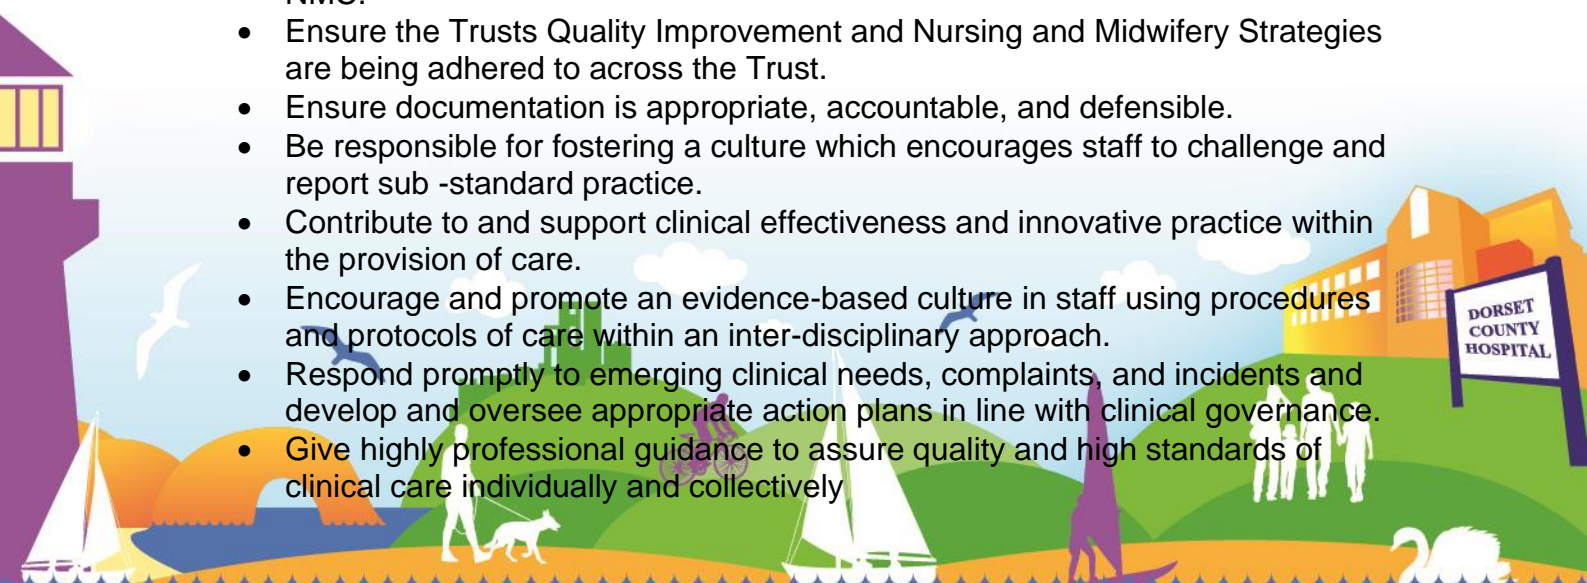 NMC.
• Ensure the Trusts Quality Improvement and Nursing and Midwifery Strategies
are being adhered to across the Trust.
• Ensure documentation is appropriate, accountable, and defensible.
• Be responsible for fostering a culture which encourages staff to challenge and
report sub -standard practice.
• Contribute to and support clinical effectiveness and innovative practice within
the provision of care.
• Encourage and promote an evidence-based culture in staff using procedures
and protocols of care within an inter-disciplinary approach.
• Respond promptly to emerging clinical needs, complaints, and incidents and
develop and oversee appropriate action plans in line with clinical governance.
• Give highly professional guidance to assure quality and high standards of
clinical care individually and collectively
DORSET
COUNTY
HOSPITAL